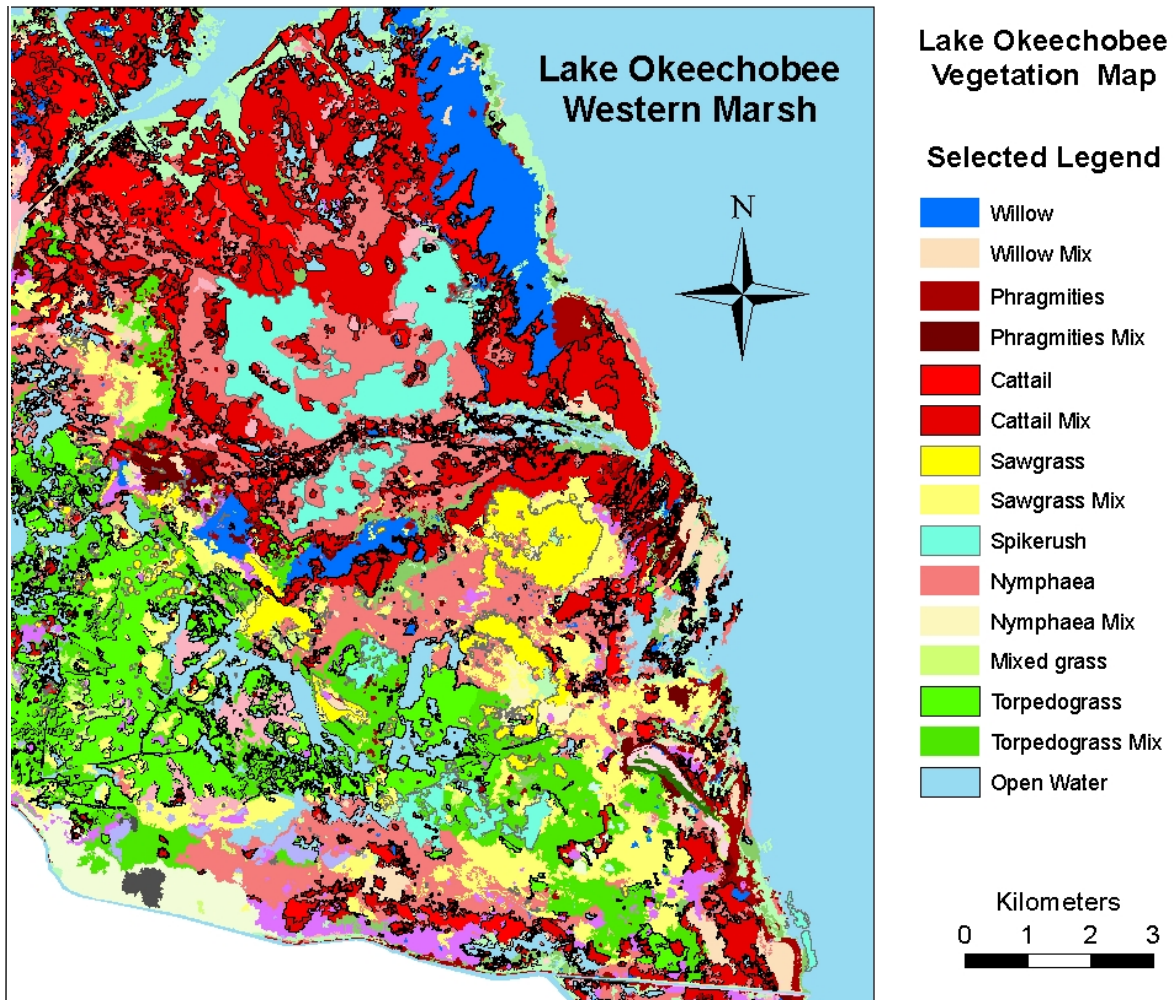 Lake Okeechobee
Western Marsh
N
Lake Okeechobee
Vegetation Map
Selected Legend
Willow
Willow Mix
Phragmities
Phragmities Mix
Cattail
Cattail Mix
Sawgrass
Sawgrass Mix
Spikerush
Nymphaea
Nymphaea Mix
Mixed grass
Torpedograss
Torpedograss Mix
Open Water
Kilometers
0 1 2 3